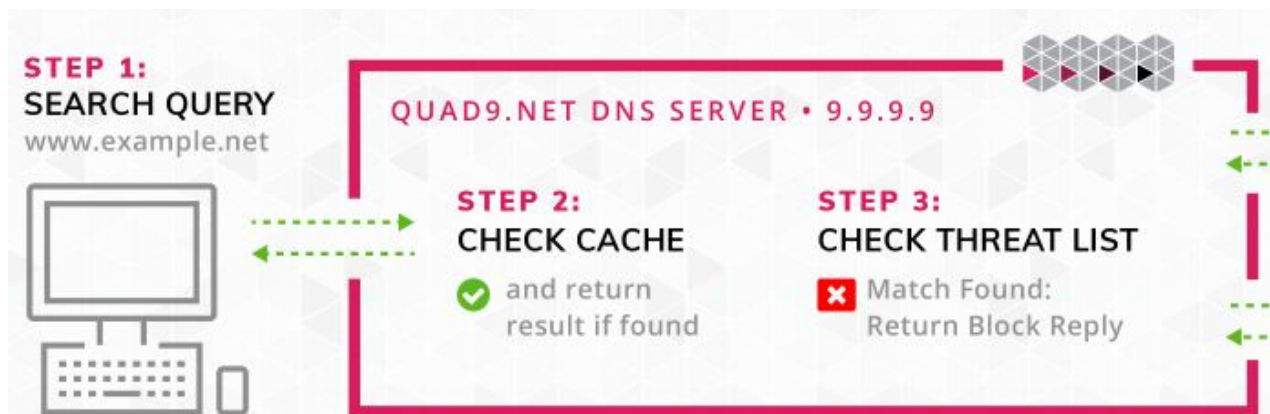 STEP 1:
SEARCH QUERY
www.example.net
QUAD9.NET DNS SERVER • 9.9.9.9
STEP 2:
CHECK CACHE
and return
result if found
STEP 3:
CHECK THREAT LIST
Match Found:
Return Block Reply